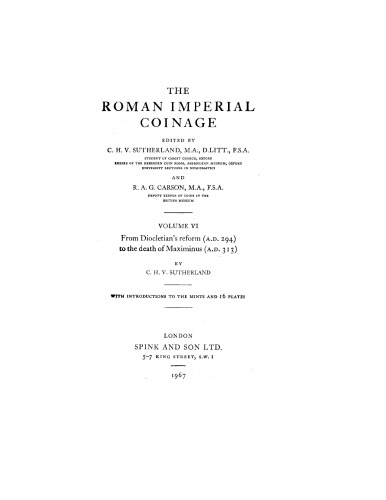 THE
ROMAN IMPERIAL
COINAGE
EDITED BY
C. H. V. SUTHERLAND, M.A., D.LITT., F.S.A.
STUDENT OF CHRIST CHURCH, OXFORD
KEEPER OF THE HEBERDEN COIN ROOM, ASHMOLEAN MUSEUM, OXFORD
UNIVERSITY LECTURER IN NUMISMATICS
AND
R. A. G. CARSON, M.A., F.S.A.
DEPUTY KEEPER OF COINS IN THE
BRITISH MUSEUM
VOLUME VI
From Diocletian's reform (A.D. 294)
to the death of Maximinus (A.D. 313)
BY
C. H. V. SUTHERLAND
WITH INTRODUCTIONS TO THE MINTS AND 16 PLATES
LONDON
SPINK AND SON LTD.
5–7 KING STREET, S.W. 1
1967